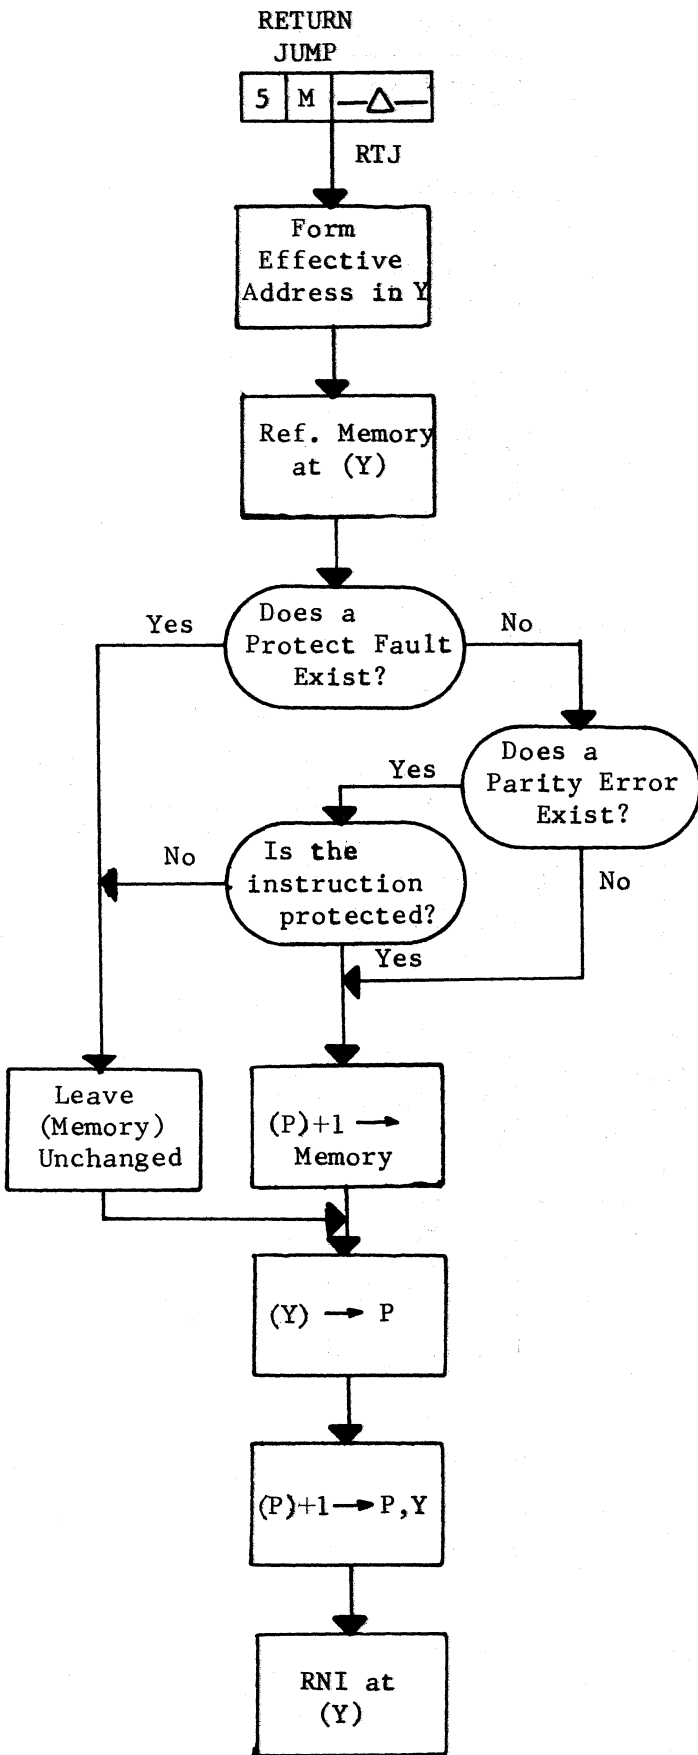 RETURN
JUMP
5 M Δ
RTJ
Form
Effective
Address in Y
Ref. Memory
at (Y)
Does a
Protect Fault
Exist?
Yes
No
Does a
Parity Error
Exist?
Yes
No
Is the
instruction
protected?
No
Yes
Leave
(Memory)
Unchanged
(P)+1 →
Memory
(Y) → P
(P)+1→P,Y
RNI at
(Y)